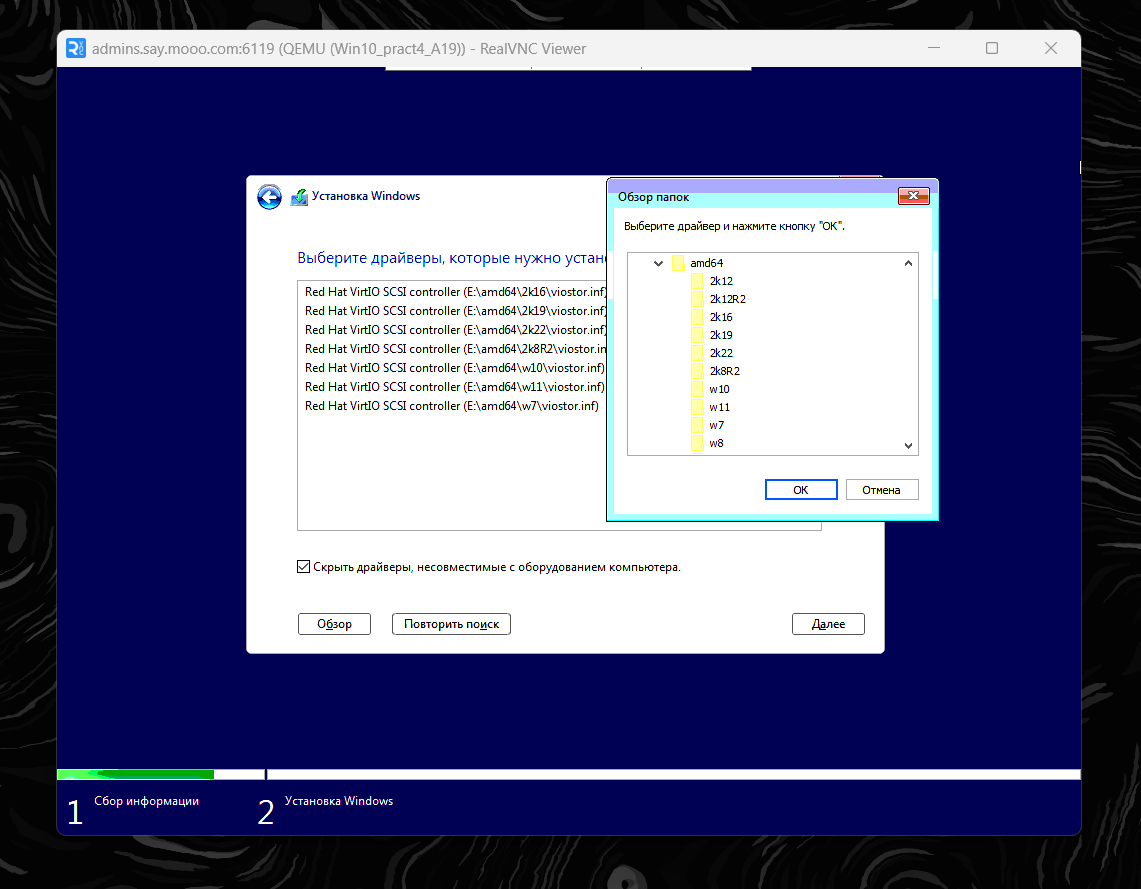 admins.say.mooo.com:6119 (QEMU (Win10_pract4_A19)) - RealVNC Viewer
Установка Windows
Выберите драйверы, которые нужно устан
Red Hat VirtIO SCSI controller (E:\amd64\2k16\viostor.inf)
Red Hat VirtIO SCSI controller (E:\amd64\2k19\viostor.inf)
Red Hat VirtIO SCSI controller (E:\amd64\2k22\viostor.inf)
Red Hat VirtIO SCSI controller (E:\amd64\2k8R2\viostor.in
Red Hat VirtIO SCSI controller (E:\amd64\w10\viostor.inf)
Red Hat VirtIO SCSI controller (E:\amd64\w11\viostor.inf)
Red Hat VirtIO SCSI controller (E:\amd64\w7\viostor.inf)
Обзор папок
Выберите драйвер и нажмите кнопку "ОК".
amd64
2k12
2k12R2
2k16
2k19
2k22
2k8R2
w10
w11
w7
w8
ОК
Отмена
Скрыть драйверы, несовместимые с оборудованием компьютера.
Обзор
Повторить поиск
Далее
1 Сбор информации
2 Установка Windows